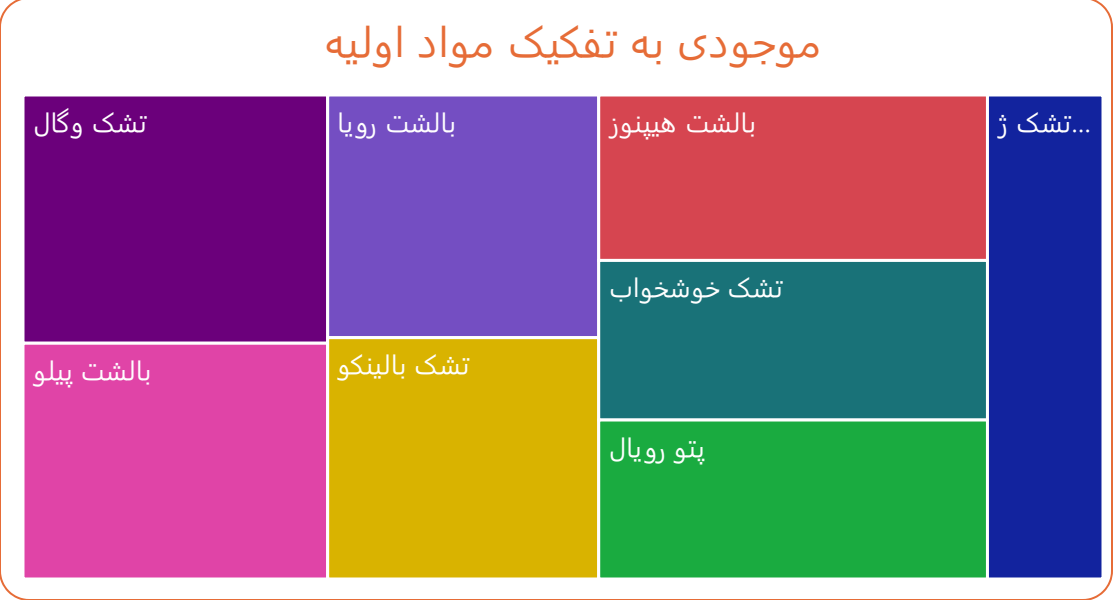 موجودی به تفکیک مواد اولیه
تشک وگال
بالشت پیلو
بالشت رویا
تشک بالینکو
بالشت هیپنوز
تشک خوشخواب
پتو رویال
تشک ژ...